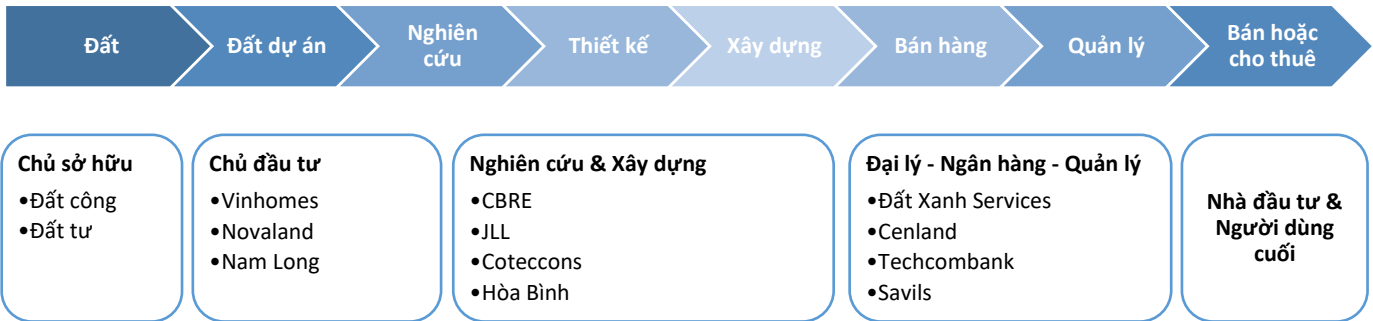 Đất
Đất dự án
Nghiên
cứu
Thiết kế
Xây dựng
Bán hàng
Quản lý
Bán hoặc
cho thuê
Chủ sở hữu
•Đất công
•Đất tư
Chủ đầu tư
•Vinhomes
•Novaland
•Nam Long
Nghiên cứu & Xây dựng
•CBRE
•JLL
•Coteccons
•Hòa Bình
Đại lý - Ngân hàng - Quản lý
•Đất Xanh Services
•Cenland
•Techcombank
•Savils
Nhà đầu tư &
Người dùng
cuối